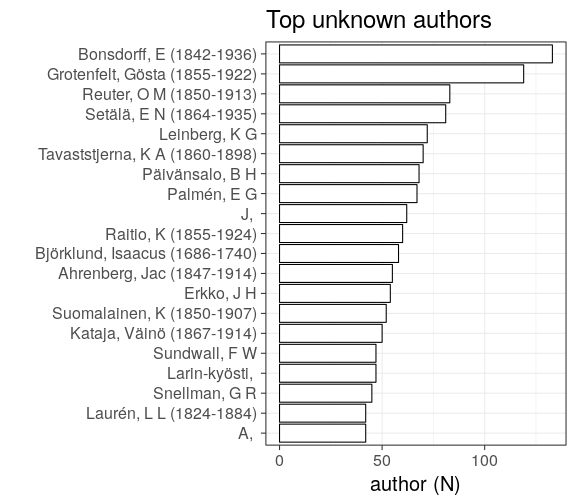 Top unknown authors
Bonsdorff, E (1842-1936)
Grotenfelt, Gösta (1855-1922)
Reuter, O M (1850-1913)
Setälä, E N (1864-1935)
Leinberg, K G
Tavaststjerna, K A (1860-1898)
Päivänsalo, B H
Palmén, E G
J,
Raitio, K (1855-1924)
Björklund, Isaacus (1686-1740)
Ahrenberg, Jac (1847-1914)
Erkko, J H
Suomalainen, K (1850-1907)
Kataja, Väinö (1867-1914)
Sundwall, F W
Larin-kyösti,
Snellman, G R
Laurén, L L (1824-1884)
A,
0 50 100
author (N)